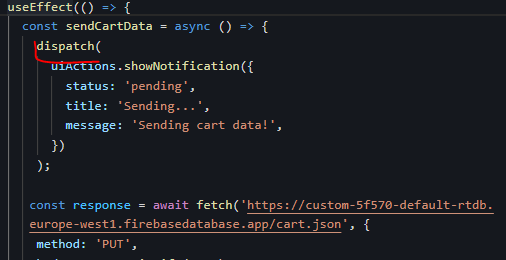 useEffect(() => {
const sendCartData = async () => {
dispatch(
uiActions.showNotification({
status: 'pending',
title: 'Sending...',
message: 'Sending cart data!',
})
);
const response = await fetch('https://custom-5f570-default-rtdb.
europe-west1.firebasedatabase.app/cart.json', {
method: 'PUT',